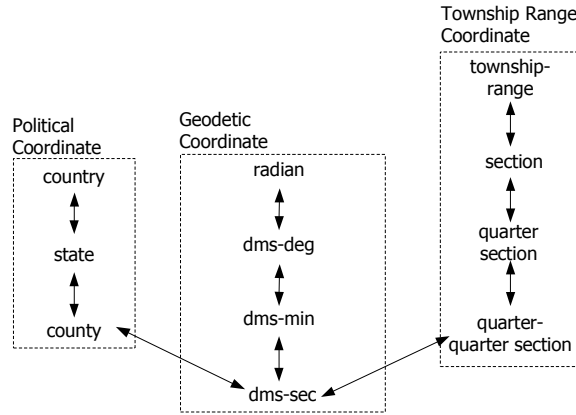 Political
Coordinate
country
state
county
Geodetic
Coordinate
radian
dms-deg
dms-min
dms-sec
Township Range
Coordinate
township-
range
section
quarter
section
quarter-
quarter section